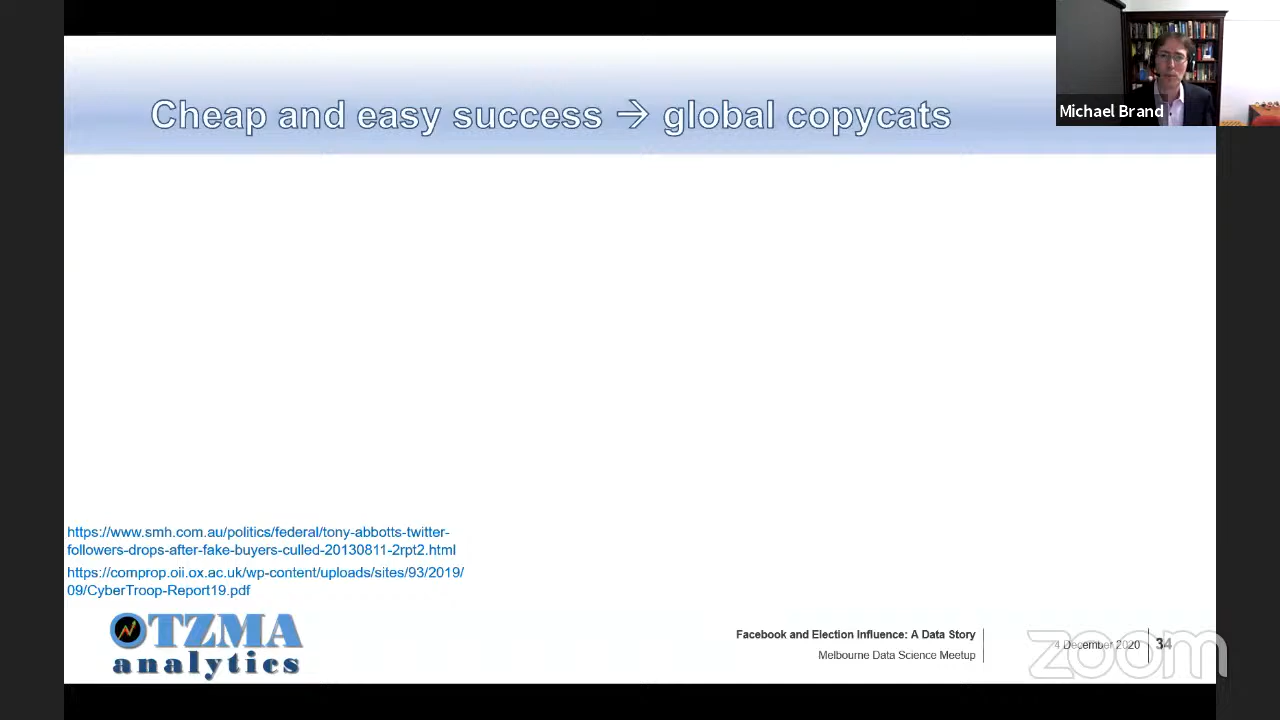 Cheap and easy success → global copycats
Michael Brand
https://www.smh.com.au/politics/federal/tony-abbotts-twitter-
followers-drops-after-fake-buyers-culled-20130811-2rpt2.html
https://comprop.oii.ox.ac.uk/wp-content/uploads/sites/93/2019/
09/CyberTroop-Report19.pdf
OTZMA
analytics
Facebook and Election Influence: A Data Story
Melbourne Data Science Meetup
4 December 2020
34
zoom